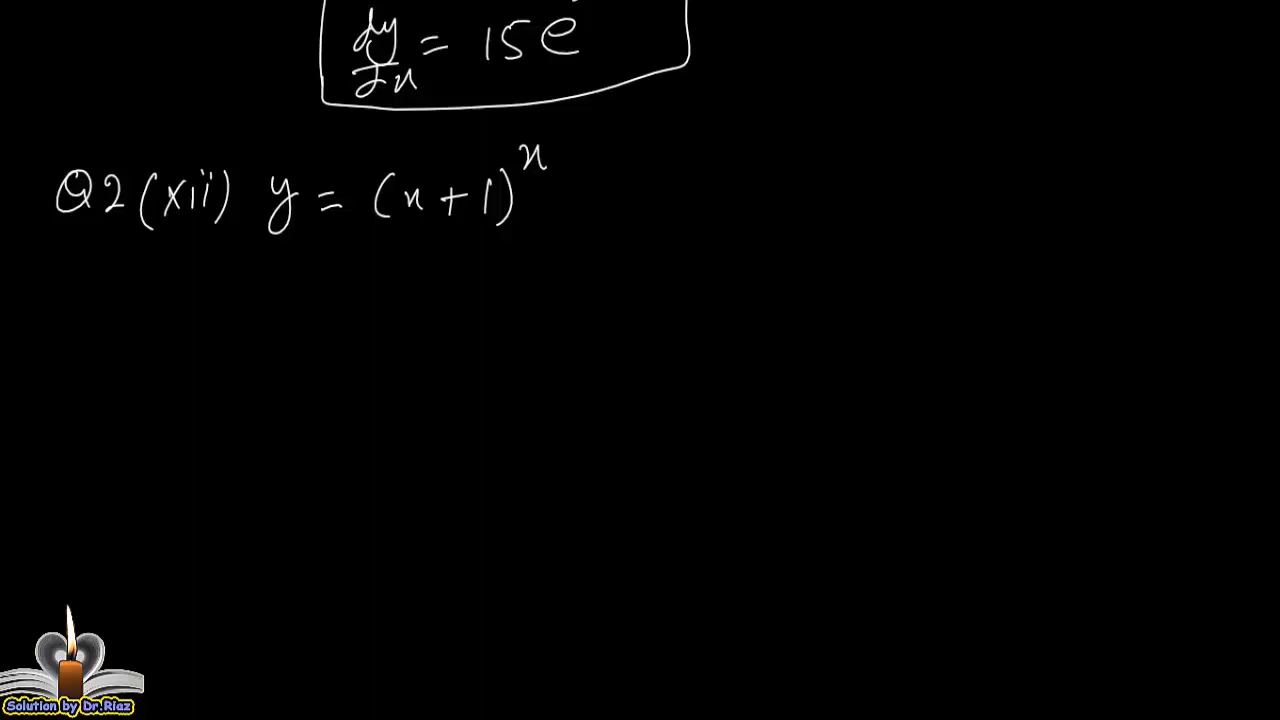 dy/dx = 15e
Q2(xii) y = (x+1)^x
Solution by Dr.Riaz